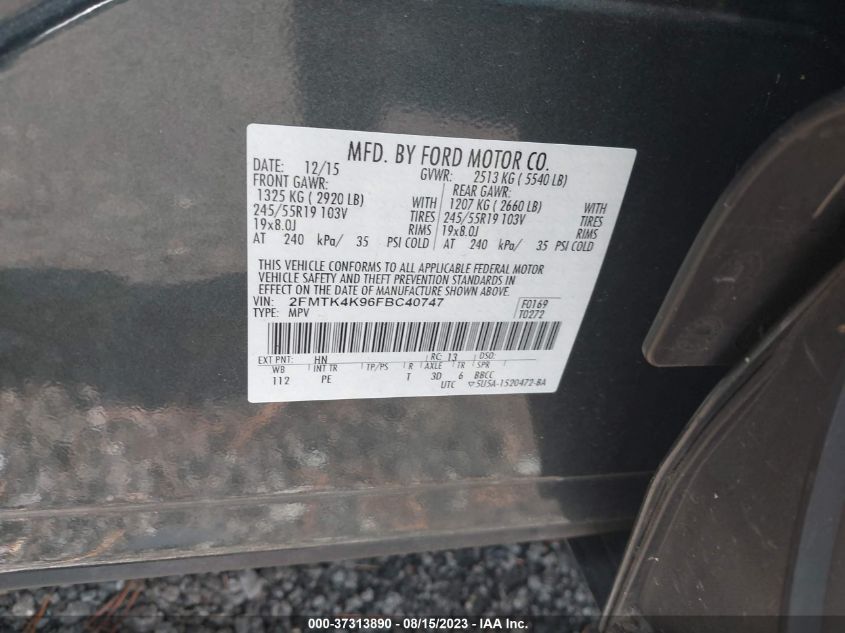 MFD. BY FORD MOTOR CO.
DATE: 12/15 GVWR: 2513 KG ( 5540 LB)
FRONT GAWR: REAR GAWR:
1325 KG ( 2920 LB) WITH 1207 KG ( 2660 LB) WITH
245/55R19 103V TIRES 245/55R19 103V TIRES
19x8.0J RIMS 19x8.0J RIMS
AT 240 kPa/ 35 PSI COLD AT 240 kPa/ 35 PSI COLD
THIS VEHICLE CONFORMS TO ALL APPLICABLE FEDERAL MOTOR
VEHICLE SAFETY AND THEFT PREVENTION STANDARDS IN
EFFECT ON THE DATE OF MANUFACTURE SHOWN ABOVE.
VIN: 2FMTK4K96FBC40747 F0169
TYPE: MPV T0272
EXT PNT: HN RC: 13 DSO:
WB INT TR TP/PS R AXLE TR SPR
112 PE T 3D 6 BBCC
UTC ▽5U5A-1520472-BA
000-37313890 - 08/15/2023 - © IAA, Inc.